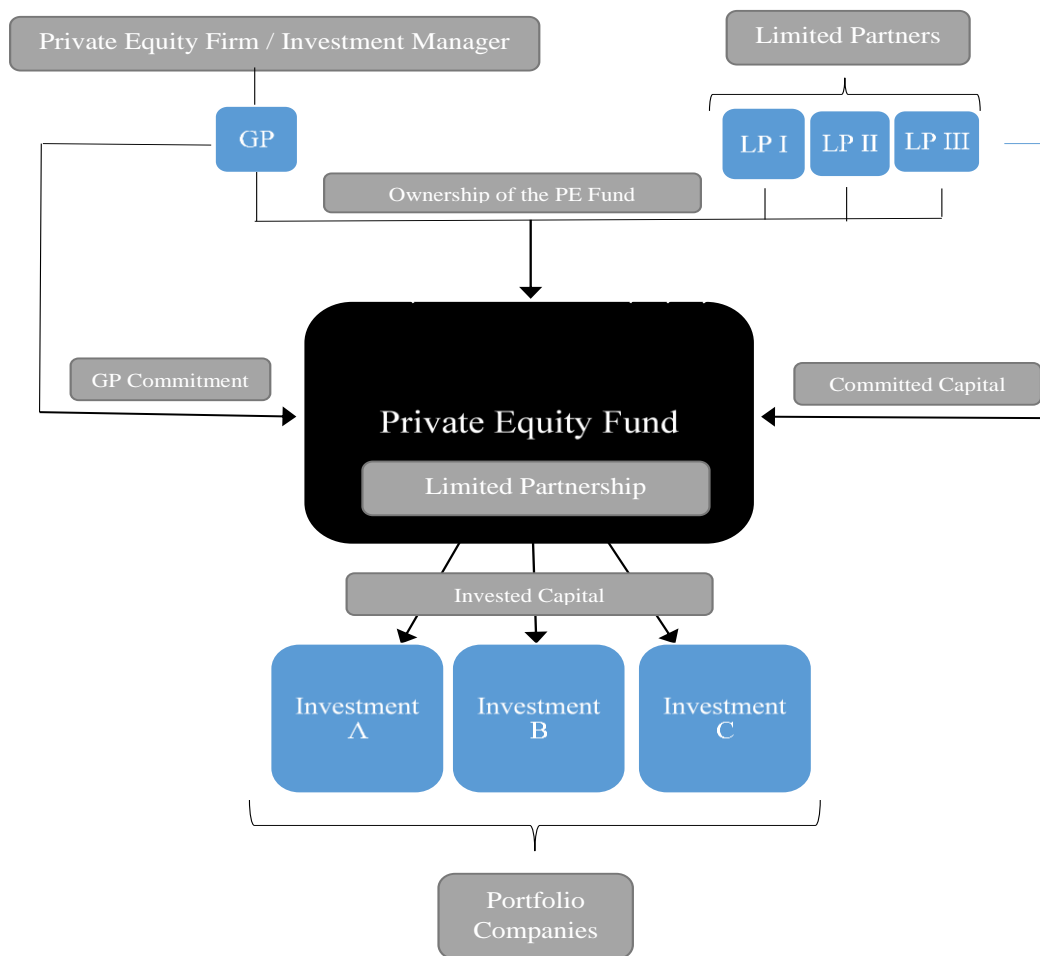 Private Equity Firm / Investment Manager
Limited Partners
GP
LP I
LP II
LP III
Ownership of the PE Fund
GP Commitment
Committed Capital
Private Equity Fund
Limited Partnership
Invested Capital
Investment
A
Investment
B
Investment
C
Portfolio
Companies